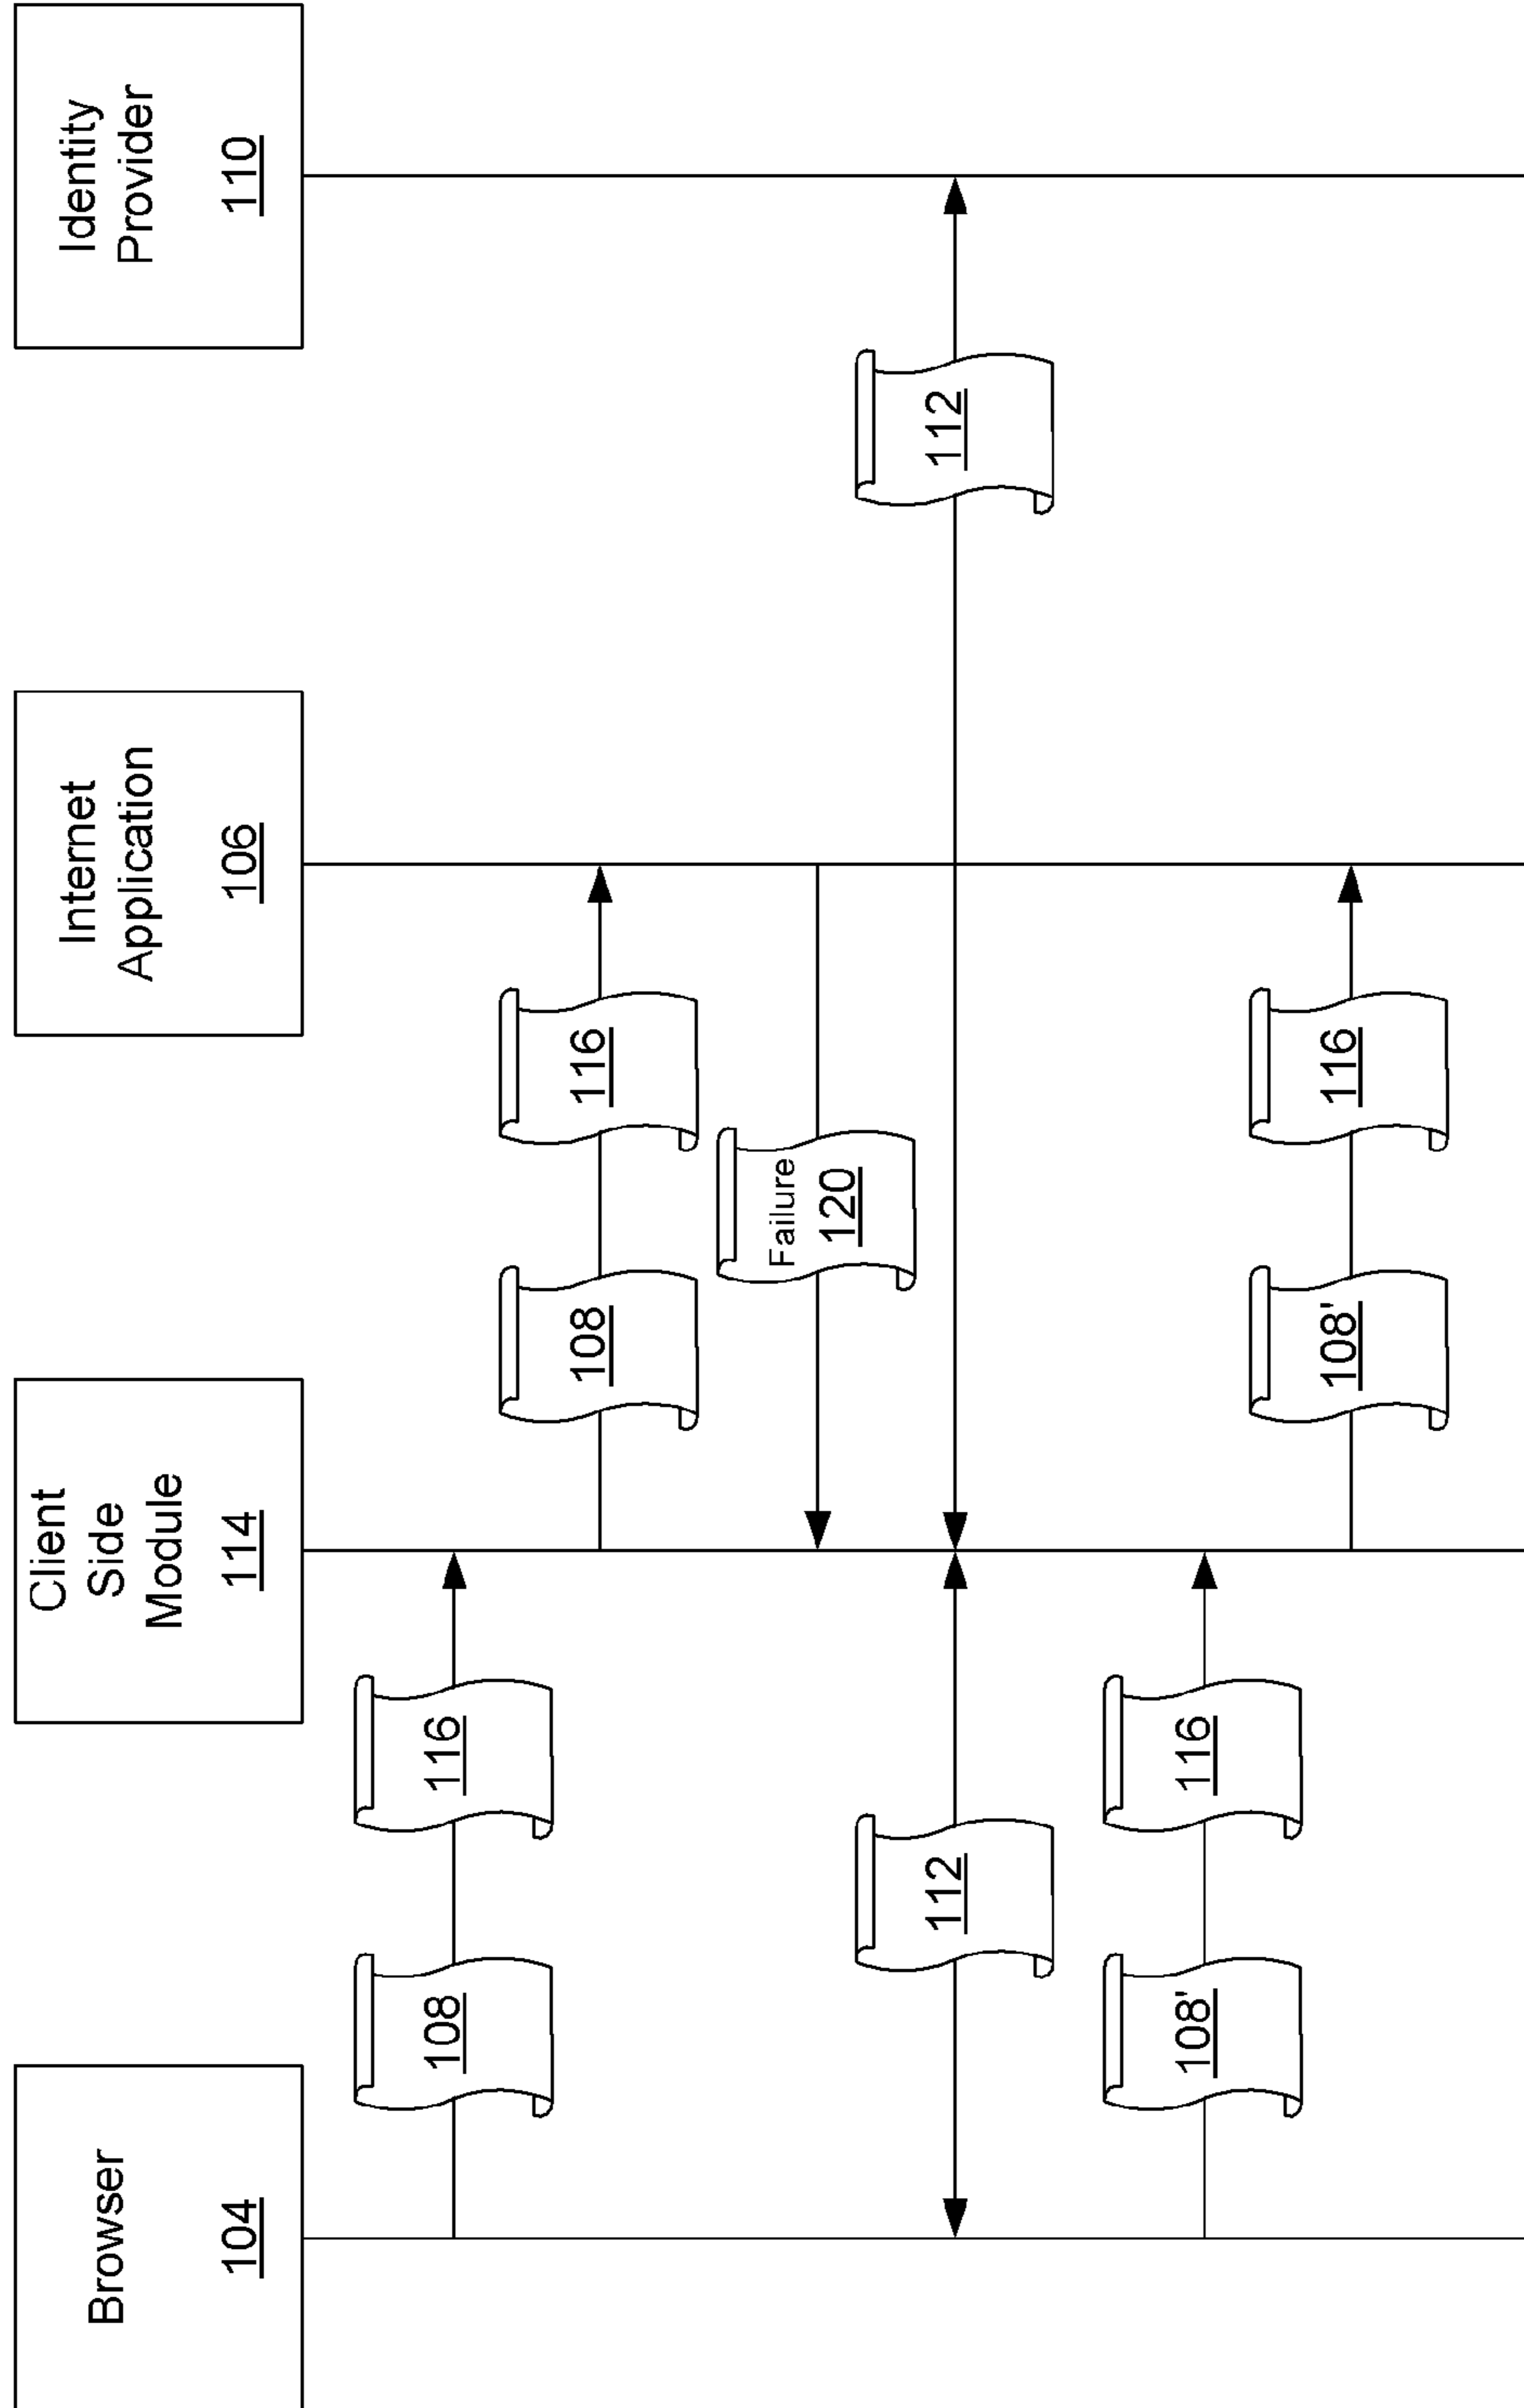 Browser
104
Client
Side
Module
114
Internet
Application
106
Identity
Provider
110
108
116
108
116
Failure
120
112
112
108'
116
108'
116